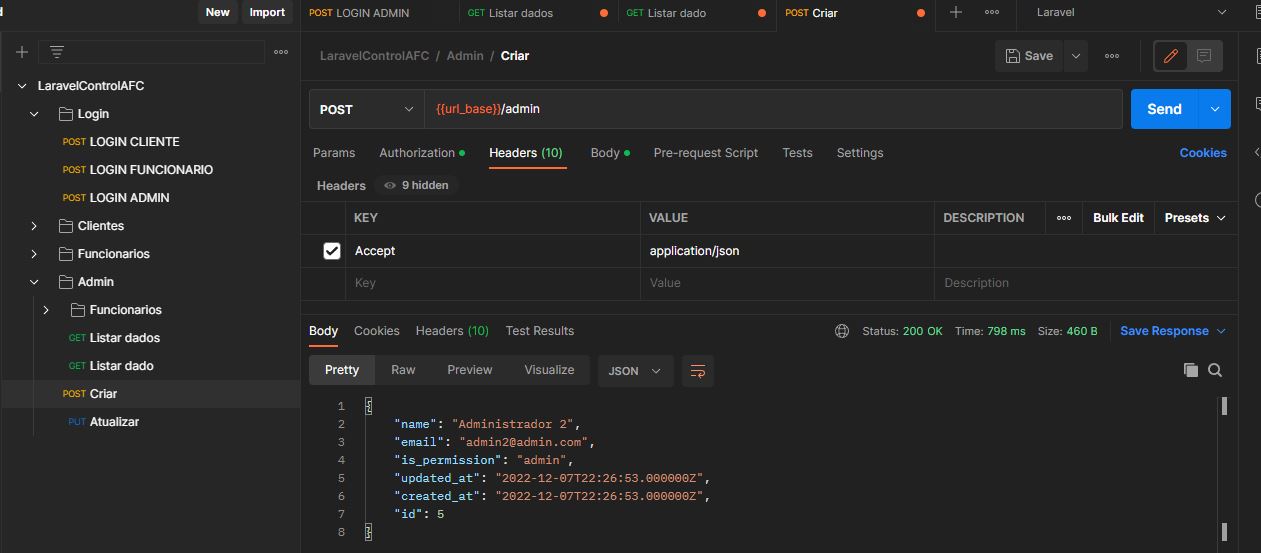 New Import
POST LOGIN ADMIN GET Listar dados GET Listar dado POST Criar Laravel
LaravelControlAFC / Admin / Criar Save
LaravelControlAFC
Login
POST LOGIN CLIENTE
POST LOGIN FUNCIONARIO
POST LOGIN ADMIN
Clientes
Funcionarios
Admin
Funcionarios
GET Listar dados
GET Listar dado
POST Criar
PUT Atualizar
POST {{url_base}}/admin Send
Params Authorization Headers (10) Body Pre-request Script Tests Settings Cookies
Headers 9 hidden
KEY VALUE DESCRIPTION Bulk Edit Presets
Accept application/json
Key Value Description
Body Cookies Headers (10) Test Results Status: 200 OK Time: 798 ms Size: 460 B Save Response
Pretty Raw Preview Visualize JSON
1 {
2 "name": "Administrador 2",
3 "email": "admin2@admin.com",
4 "is_permission": "admin",
5 "updated_at": "2022-12-07T22:26:53.000000Z",
6 "created_at": "2022-12-07T22:26:53.000000Z",
7 "id": 5
8 }